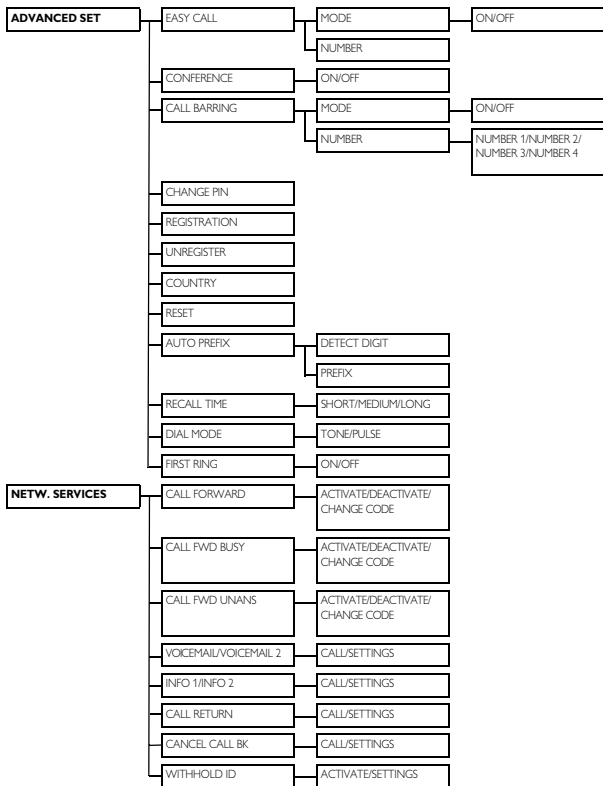 ADVANCED SET
EASY CALL
MODE
ON/OFF
NUMBER
CONFERENCE
ON/OFF
CALL BARRING
MODE
ON/OFF
NUMBER
NUMBER 1/NUMBER 2/
NUMBER 3/NUMBER 4
CHANGE PIN
REGISTRATION
UNREGISTER
COUNTRY
RESET
AUTO PREFIX
DETECT DIGIT
PREFIX
RECALL TIME
SHORT/MEDIUM/LONG
DIAL MODE
TONE/PULSE
FIRST RING
ON/OFF
NETW. SERVICES
CALL FORWARD
ACTIVATE/DEACTIVATE/
CHANGE CODE
CALL FWD BUSY
ACTIVATE/DEACTIVATE/
CHANGE CODE
CALL FWD UNANS
ACTIVATE/DEACTIVATE/
CHANGE CODE
VOICEMAIL/VOICEMAIL 2
CALL/SETTINGS
INFO 1/INFO 2
CALL/SETTINGS
CALL RETURN
CALL/SETTINGS
CANCEL CALL BK
CALL/SETTINGS
WITHHOLD ID
ACTIVATE/SETTINGS